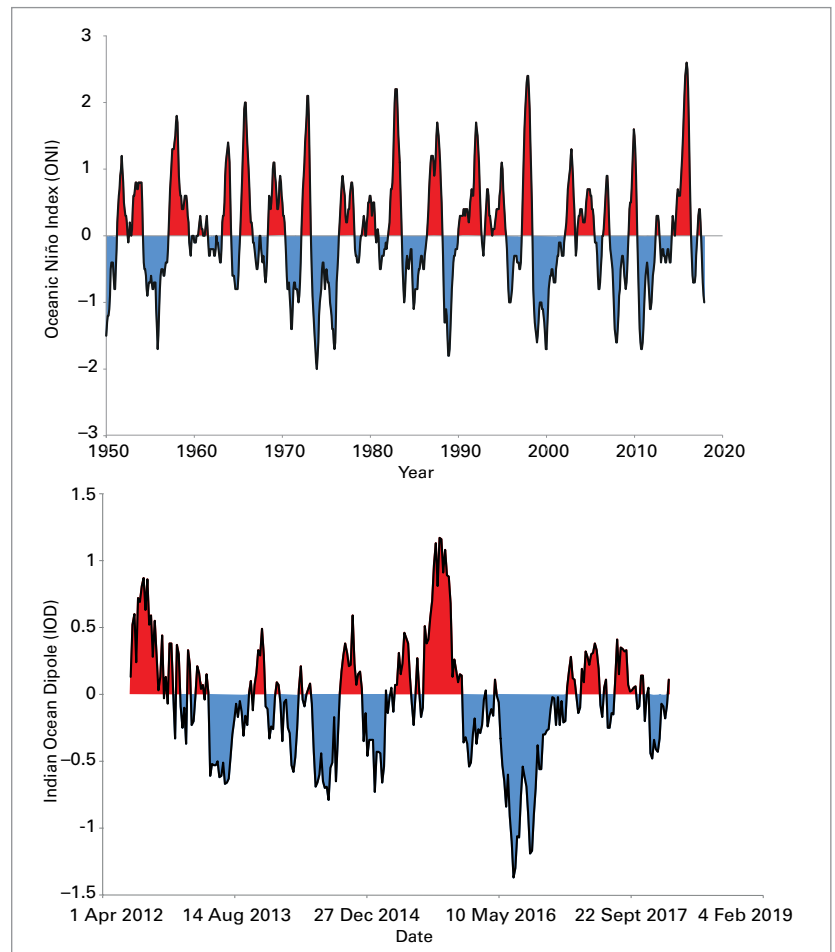 3
2
1
0
−1
−2
−3
Oceanic Niño Index (ONI)
1950 1960 1970 1980 1990 2000 2010 2020
Year
1.5
1
0.5
0
−0.5
-1
−1.5
Indian Ocean Dipole (IOD)
1 Apr 2012 14 Aug 2013 27 Dec 2014 10 May 2016 22 Sept 2017 4 Feb 2019
Date